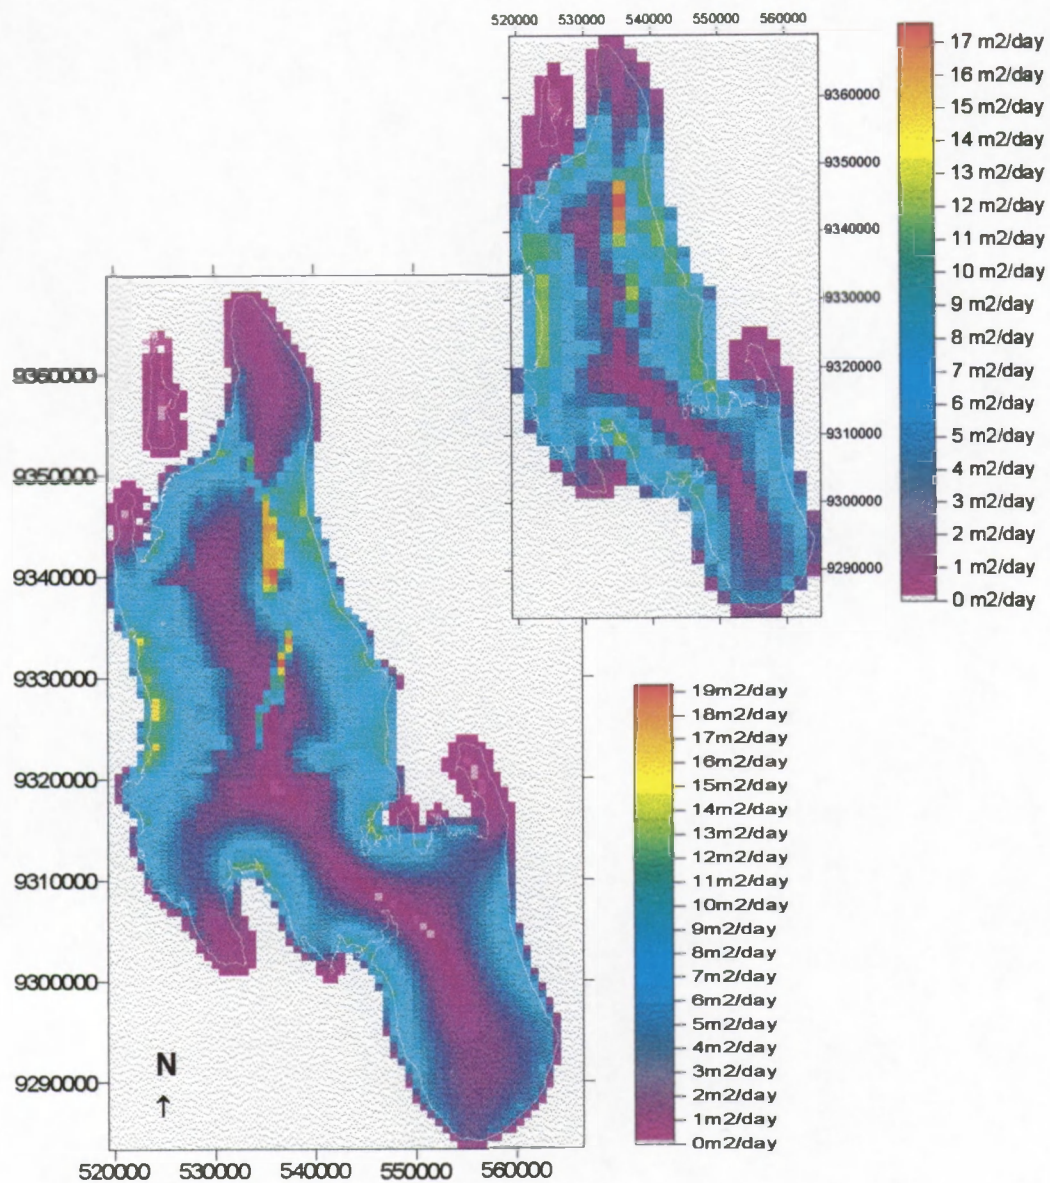 520000 530000 540000 550000 560000
17 m2/day
16 m2/day
15 m2/day
14 m2/day
13 m2/day
12 m2/day
11 m2/day
10 m2/day
9 m2/day
8 m2/day
7 m2/day
6 m2/day
5 m2/day
4 m2/day
3 m2/day
2 m2/day
1 m2/day
0 m2/day
9360000
9350000
9340000
9330000
9320000
9310000
9300000
9290000
9360000
9350000
9340000
9330000
9320000
9310000
9300000
9290000
N
↑
520000 530000 540000 550000 560000
19m2/day
18m2/day
17m2/day
16m2/day
15m2/day
14m2/day
13m2/day
12m2/day
11m2/day
10m2/day
9m2/day
8m2/day
7m2/day
6m2/day
5m2/day
4m2/day
3m2/day
2m2/day
1m2/day
0m2/day